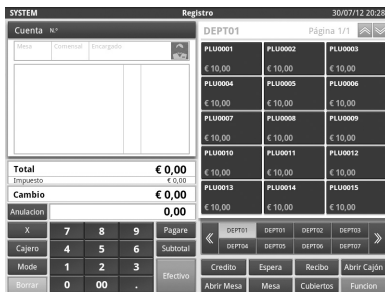 SYSTEM Registro 30/07/12 20:28
Cuenta N.º
Mesa Comensal Encargado
Total € 0,00
Impuesto € 0,00
Cambio € 0,00
Anulacion 0,00
X 7 8 9 Pagare
Cajero 4 5 6 Subtotal
Mode 1 2 3 Efectivo
Borrar 0 00 .
DEPT01 Página 1/1
PLU0001 PLU0002 PLU0003
€ 10,00 € 10,00 € 10,00
PLU0004 PLU0005 PLU0006
€ 10,00 € 10,00 € 10,00
PLU0007 PLU0008 PLU0009
€ 10,00 € 10,00 € 10,00
PLU0010 PLU0011 PLU0012
€ 10,00 € 10,00 € 10,00
PLU0013 PLU0014 PLU0015
€ 10,00 € 10,00 € 10,00
DEPT01 DEPT01 DEPT02 DEPT03
DEPT04 DEPT05 DEPT06 DEPT07
Credito Espera Recibo Abrir Cajón
Abrir Mesa Mesa Cubiertos Funcion